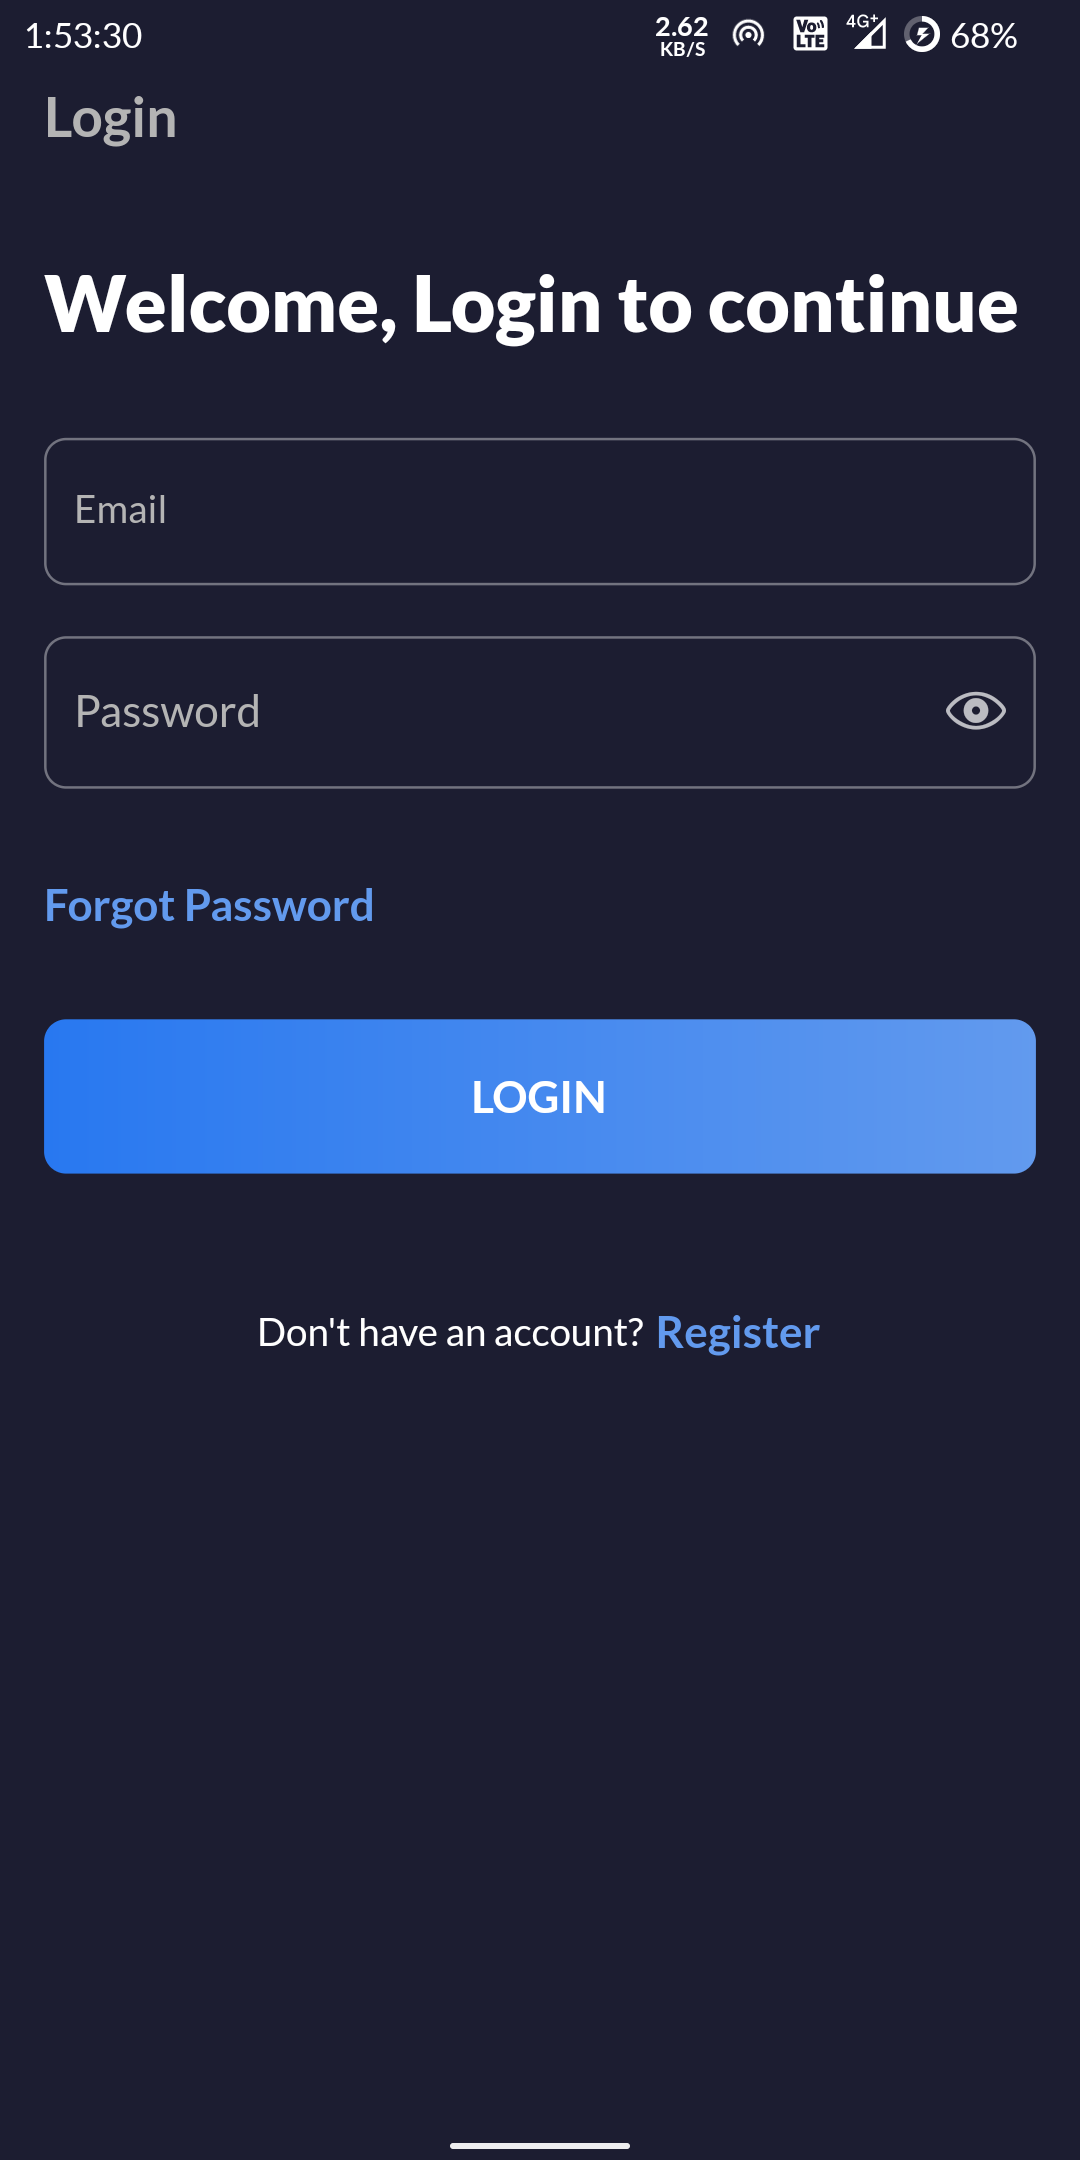 1:53:30 2.62 KB/S Vo LTE 4G+ 68%
Login
Welcome, Login to continue
Email
Password
Forgot Password
LOGIN
Don't have an account? Register